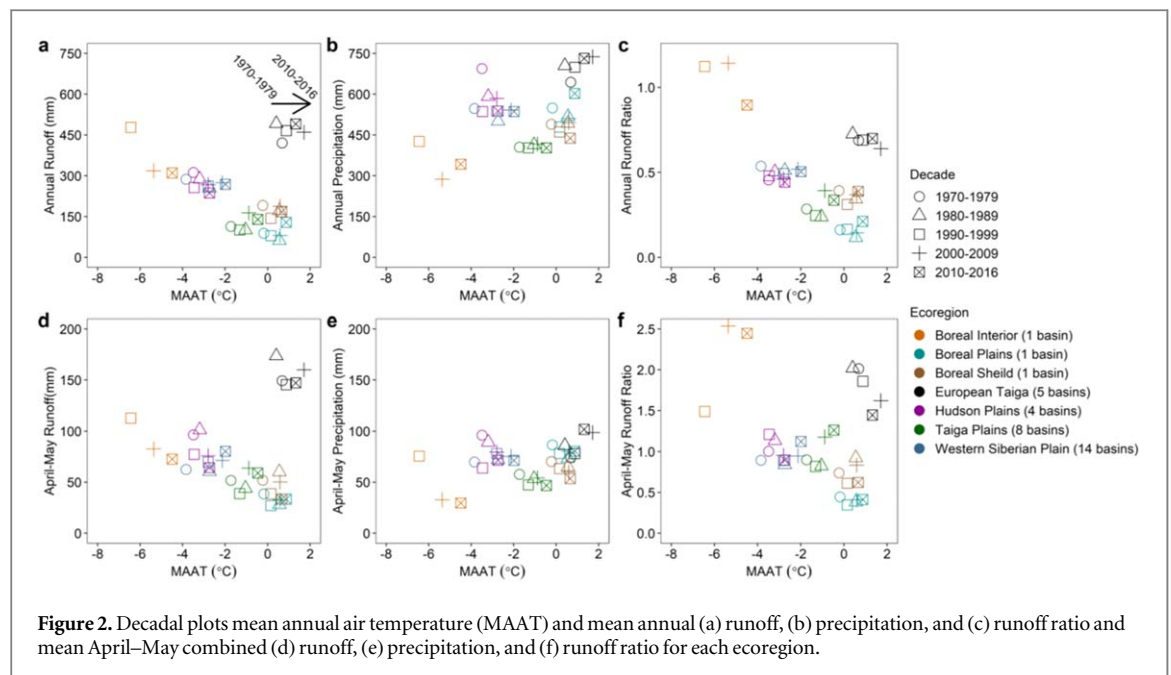 a
750
600
450
300
150
0
Annual Runoff (mm)
1970-1979
2010-2016
-8 -6 -4 -2 0 2
MAAT (°C)
b
750
600
450
300
150
0
Annual Precipitation (mm)
-8 -6 -4 -2 0 2
MAAT (°C)
c
1.0
0.5
0.0
Annual Runoff Ratio
-8 -6 -4 -2 0 2
MAAT (°C)
Decade
1970-1979
1980-1989
1990-1999
2000-2009
2010-2016
Ecoregion
Boreal Interior (1 basin)
Boreal Plains (1 basin)
Boreal Sheild (1 basin)
European Taiga (5 basins)
Hudson Plains (4 basins)
Taiga Plains (8 basins)
Western Siberian Plain (14 basins)
d
200
150
100
50
0
April-May Runoff(mm)
-8 -6 -4 -2 0 2
MAAT (°C)
e
200
150
100
50
0
April-May Precipitation (mm)
-8 -6 -4 -2 0 2
MAAT (°C)
f
2.5
2.0
1.5
1.0
0.5
0.0
April-May Runoff Ratio
-8 -6 -4 -2 0 2
MAAT (°C)
Figure 2. Decadal plots mean annual air temperature (MAAT) and mean annual (a) runoff, (b) precipitation, and (c) runoff ratio and
mean April–May combined (d) runoff, (e) precipitation, and (f) runoff ratio for each ecoregion.